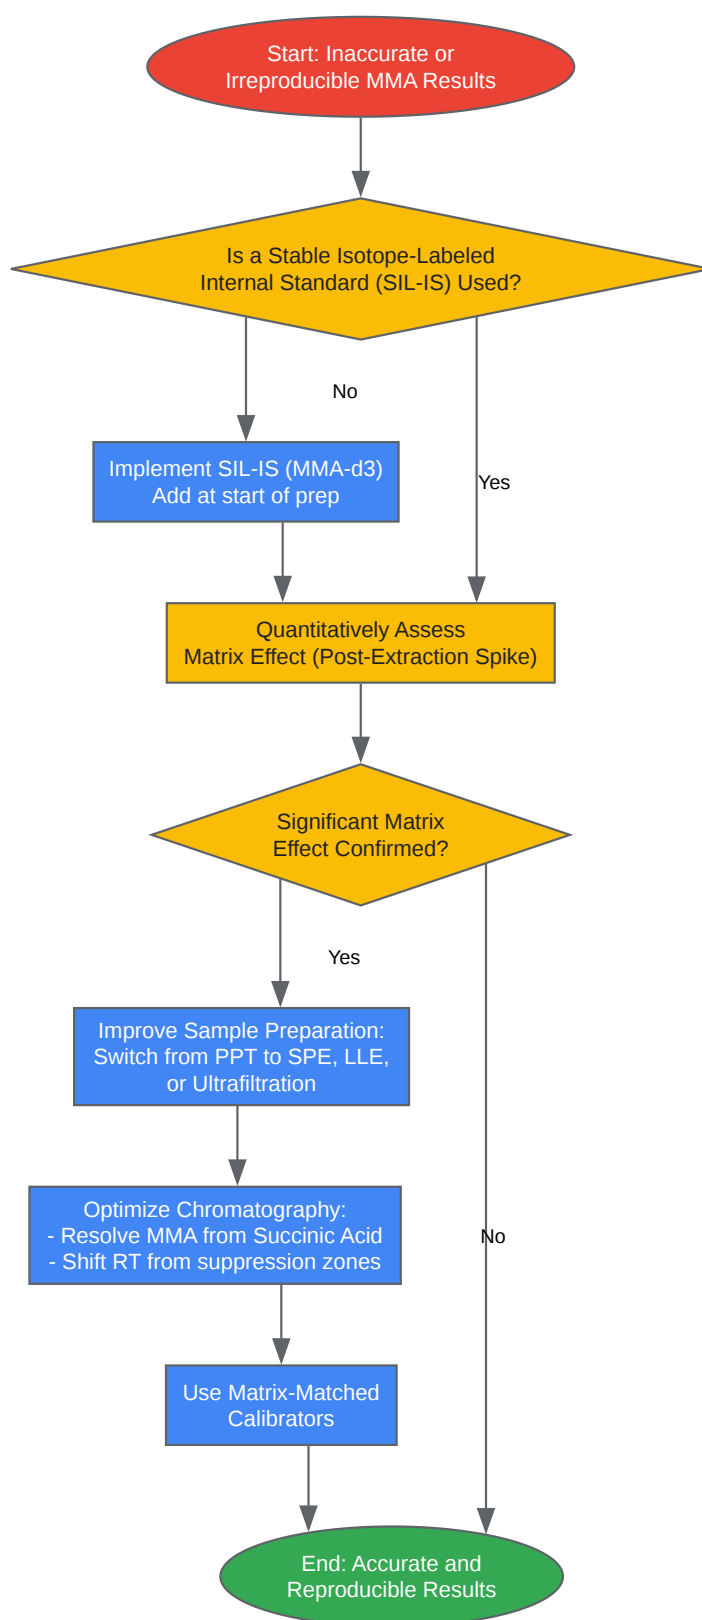 Start: Inaccurate or
Irreproducible MMA Results
Is a Stable Isotope-Labeled
Internal Standard (SIL-IS) Used?
No
Implement SIL-IS (MMA-d3)
Add at start of prep
Yes
Quantitatively Assess
Matrix Effect (Post-Extraction Spike)
Significant Matrix
Effect Confirmed?
Yes
Improve Sample Preparation:
Switch from PPT to SPE, LLE,
or Ultrafiltration
Optimize Chromatography:
- Resolve MMA from Succinic Acid
- Shift RT from suppression zones
No
Use Matrix-Matched
Calibrators
End: Accurate and
Reproducible Results